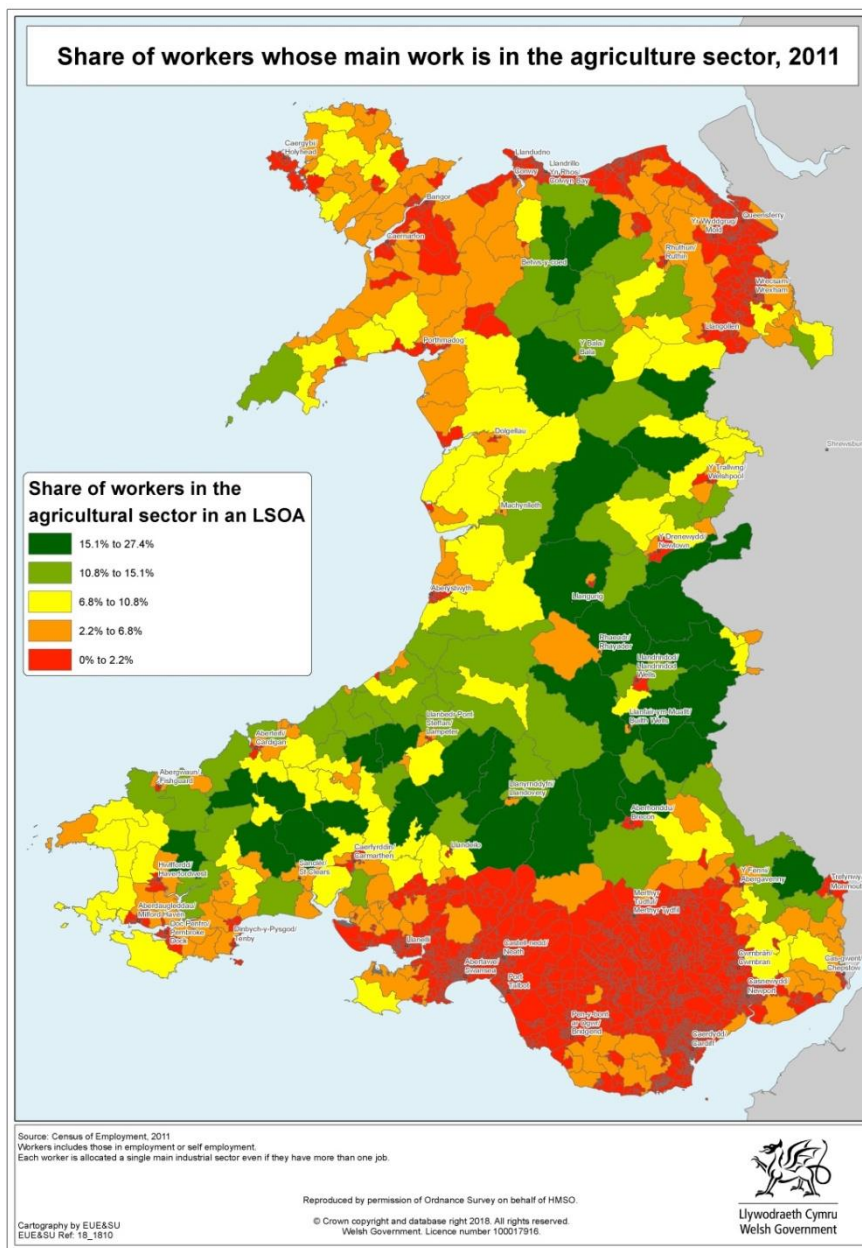 Share of workers whose main work is in the agriculture sector, 2011
Caergybi/
Holyhead
Llandudno
Conwy
Llandrillo
Yn Rhos/
Colwyn Bay
Bangor
Caernarfon
Queensferry
Yr Wyddgrug/
Mold
Rhuthun/
Ruthin
Betws-y-coed
Wrecsam/
Wrexham
Llangollen
Porthmadog
Y Bala/
Bala
Dolgellau
Shrewsbury
Y Trallwng/
Welshpool
Machynlleth
Y Drenewydd/
Newtown
Share of workers in the
agricultural sector in an LSOA
15.1% to 27.4%
10.8% to 15.1%
6.8% to 10.8%
2.2% to 6.8%
0% to 2.2%
Aberystwyth
Llangurig
Rhaeadr/
Rhayader
Llandrindod/
Llandrindod
Wells
Llanfair-ym-Muallt/
Builth Wells
Llanbedr Pont
Steffan/
Lampeter
Aberteifi/
Cardigan
Abergwaun/
Fishguard
Llanymddyfri/
Llandovery
Aberhonddu/
Brecon
Caerfyrddin/
Carmarthen
Llandeilo
Sanclêr/
St Clears
Hwlffordd/
Haverfordwest
Y Fenni/
Abergavenny
Trefynwy/
Monmouth
Aberdaugleddau/
Milford Haven
Doc Penfro/
Pembroke
Dock
Dinbych-y-Pysgod/
Tenby
Merthyr
Tudful/
Merthyr Tydfil
Llanelli
Castell-nedd/
Neath
Abertawe/
Swansea
Port
Talbot
Cwmbrân/
Cwmbran
Cas-gwent/
Chepstow
Casnewydd/
Newport
Pen-y-bont
ar Ogwr/
Bridgend
Caerdydd/
Cardiff
Source: Census of Employment, 2011
Workers includes those in employment or self employment.
Each worker is allocated a single main industrial sector even if they have more than one job.
Reproduced by permission of Ordnance Survey on behalf of HMSO.
© Crown copyright and database right 2018. All rights reserved.
Welsh Government. Licence number 100017916.
Cartography by EUE&SU
EUE&SU Ref: 18_1810
Llywodraeth Cymru
Welsh Government